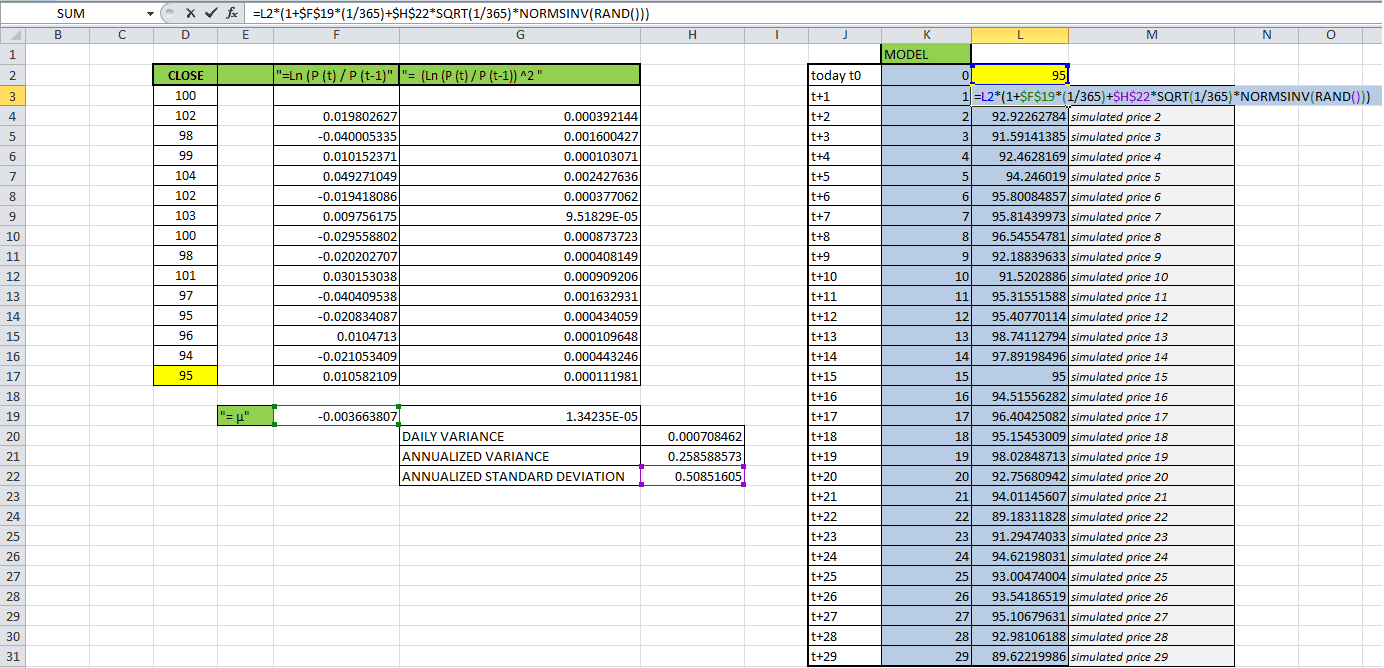 SUM fx =L2*(1+$F$19*(1/365)+$H$22*SQRT(1/365)*NORMSINV(RAND()))
B C D E F G H I J K L M N O
1 MODEL
2 CLOSE "=Ln (P (t) / P (t-1)" "= (Ln (P (t) / P (t-1)) ^2 " today t0 0 95
3 100 t+1 1 =L2*(1+$F$19*(1/365)+$H$22*SQRT(1/365)*NORMSINV(RAND()))
4 102 0.019802627 0.000392144 t+2 2 92.92262784 simulated price 2
5 98 -0.040005335 0.001600427 t+3 3 91.59141385 simulated price 3
6 99 0.010152371 0.000103071 t+4 4 92.4628169 simulated price 4
7 104 0.049271049 0.002427636 t+5 5 94.246019 simulated price 5
8 102 -0.019418086 0.000377062 t+6 6 95.80084857 simulated price 6
9 103 0.009756175 9.51829E-05 t+7 7 95.81439973 simulated price 7
10 100 -0.029558802 0.000873723 t+8 8 96.54554781 simulated price 8
11 98 -0.020202707 0.000408149 t+9 9 92.18839633 simulated price 9
12 101 0.030153038 0.000909206 t+10 10 91.5202886 simulated price 10
13 97 -0.040409538 0.001632931 t+11 11 95.31551588 simulated price 11
14 95 -0.020834087 0.000434059 t+12 12 95.40770114 simulated price 12
15 96 0.0104713 0.000109648 t+13 13 98.74112794 simulated price 13
16 94 -0.021053409 0.000443246 t+14 14 97.89198496 simulated price 14
17 95 0.010582109 0.000111981 t+15 15 95 simulated price 15
18 t+16 16 94.51556282 simulated price 16
19 "= µ" -0.003663807 1.34235E-05 t+17 17 96.40425082 simulated price 17
20 DAILY VARIANCE 0.000708462 t+18 18 95.15453009 simulated price 18
21 ANNUALIZED VARIANCE 0.258588573 t+19 19 98.02848713 simulated price 19
22 ANNUALIZED STANDARD DEVIATION 0.50851605 t+20 20 92.75680942 simulated price 20
23 t+21 21 94.01145607 simulated price 21
24 t+22 22 89.18311828 simulated price 22
25 t+23 23 91.29474033 simulated price 23
26 t+24 24 94.62198031 simulated price 24
27 t+25 25 93.00474004 simulated price 25
28 t+26 26 93.54186519 simulated price 26
29 t+27 27 95.10679631 simulated price 27
30 t+28 28 92.98106188 simulated price 28
31 t+29 29 89.62219986 simulated price 29